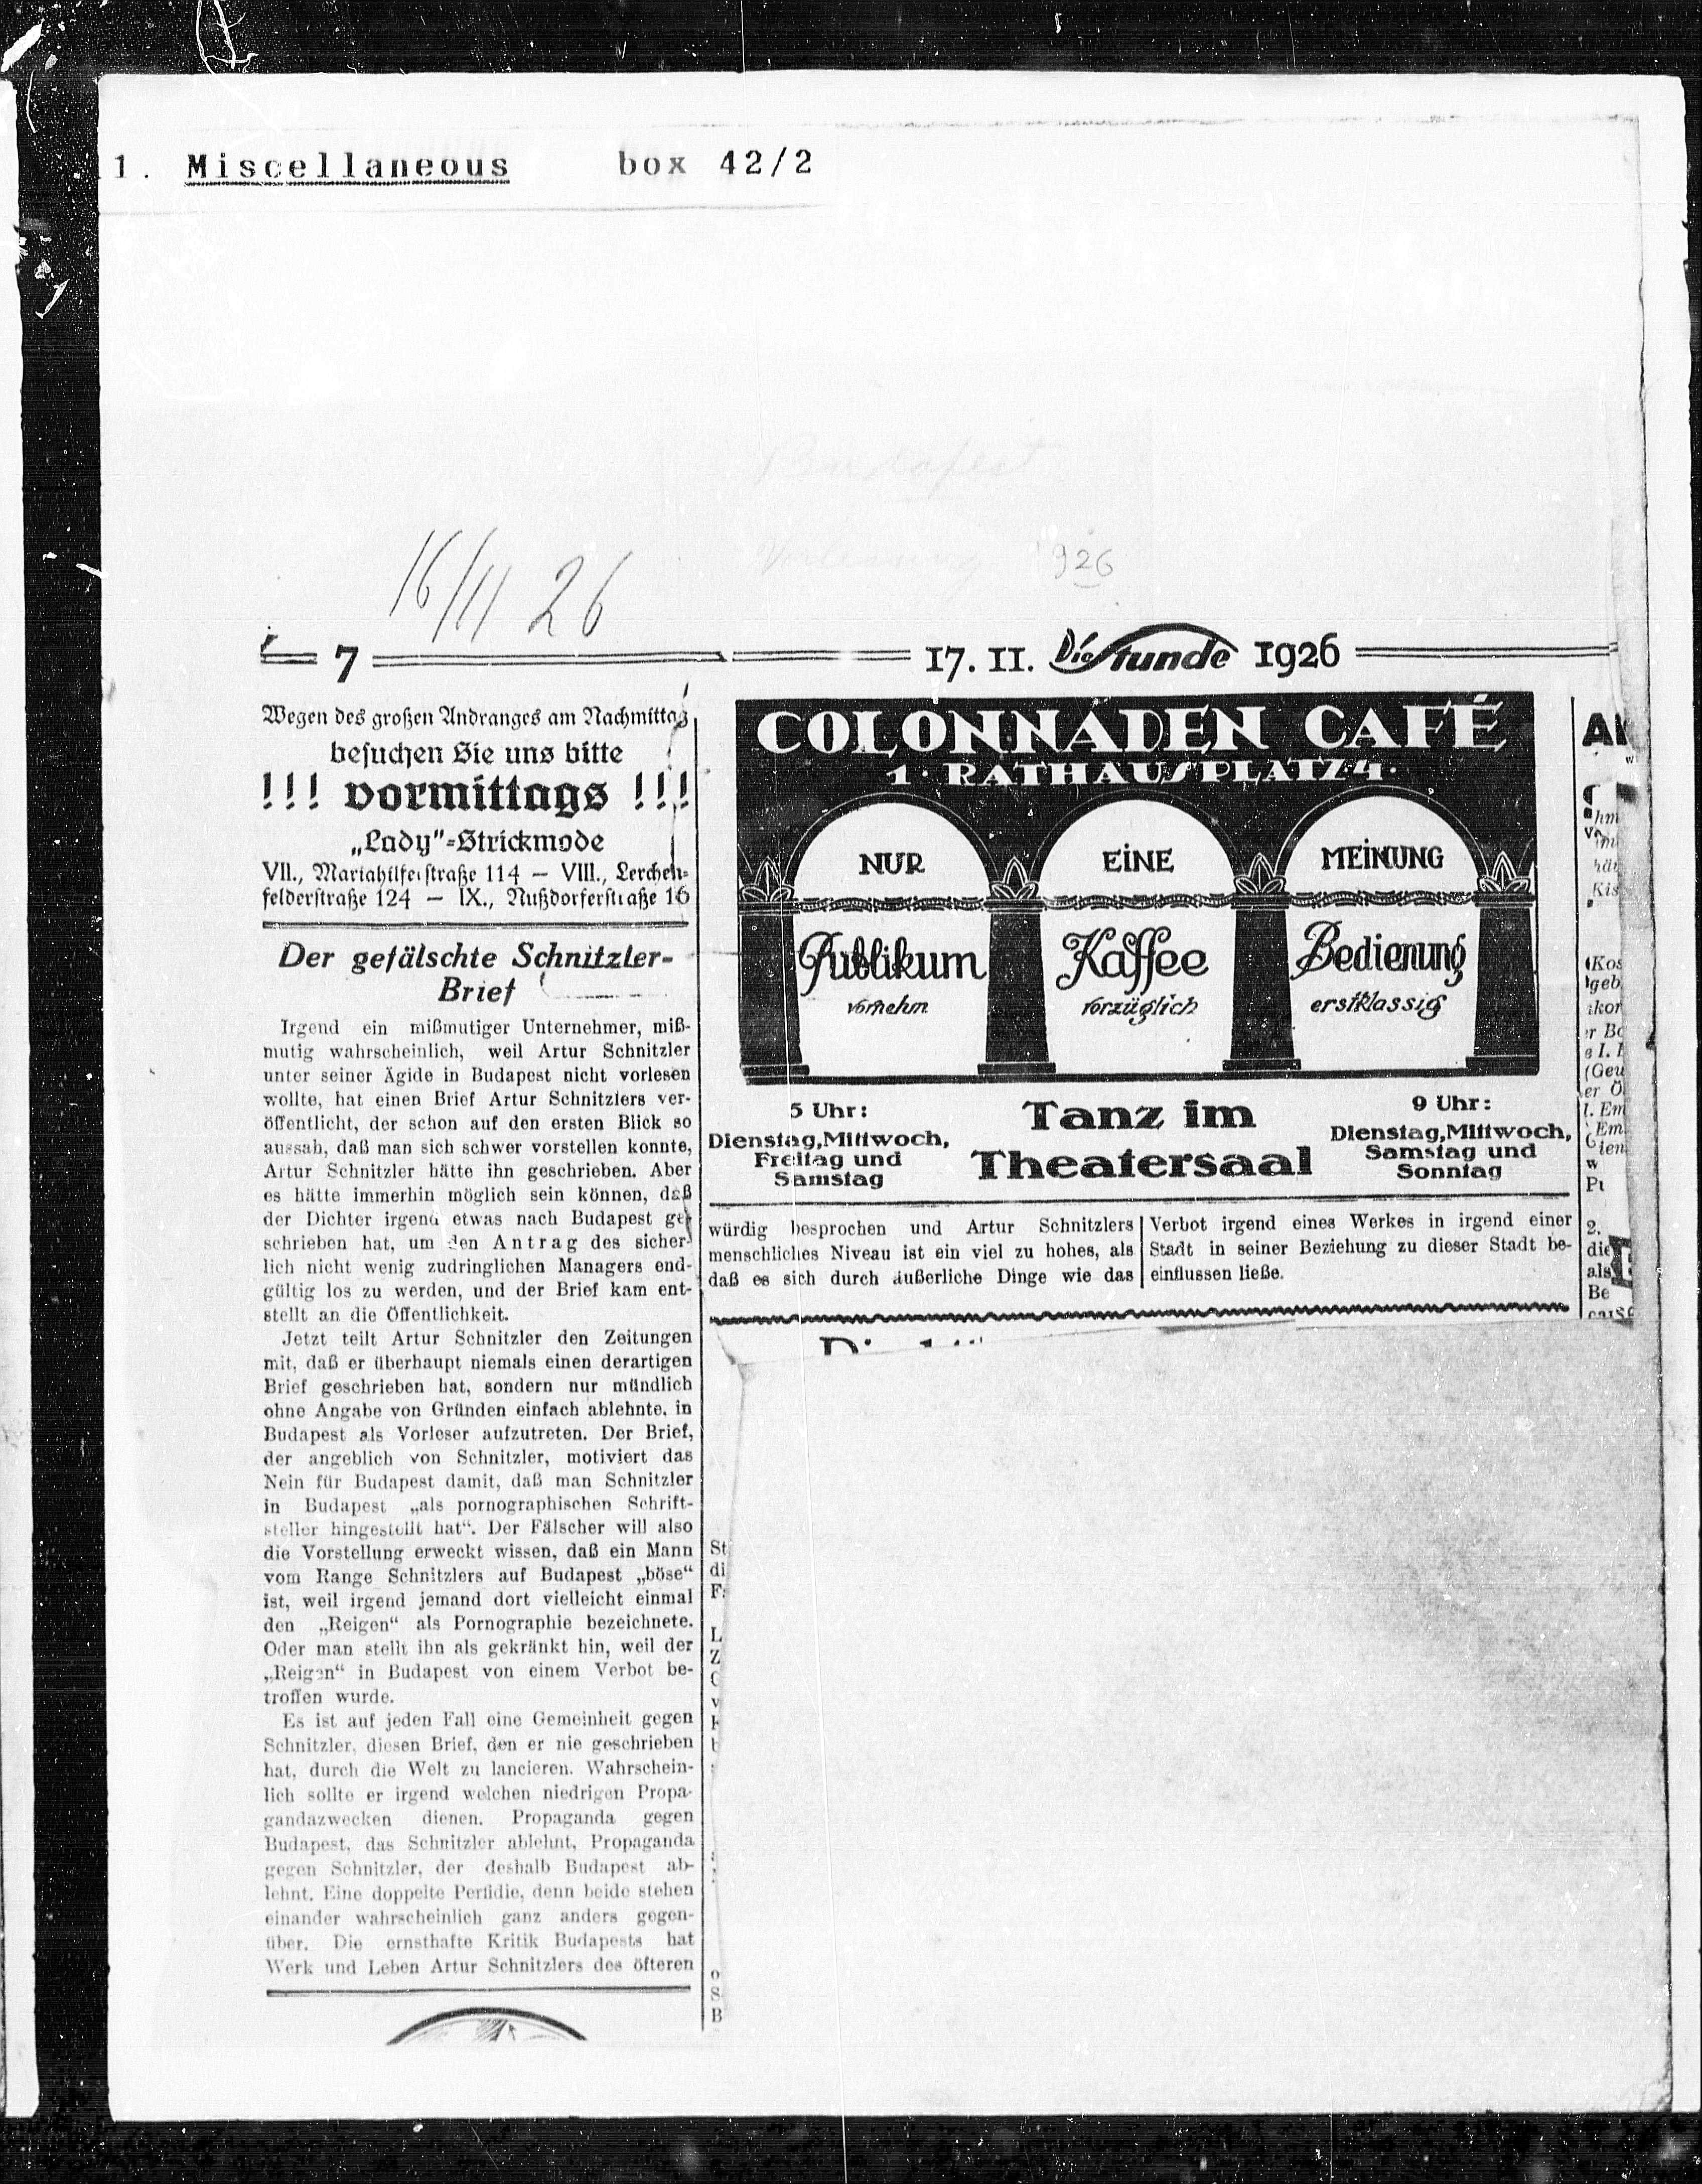 1. Miscellaneous box 42/2
Budapest
Vorlesung 1926
16/11 26
7
17. II. Die Stunde 1926
Wegen des großen Andranges am Nachmittag
besuchen Sie uns bitte
!!! vormittags !!!
„Lady"=Strickmode
VII., Mariahilferstraße 114 — VIII., Lerchen=
felderstraße 124 — IX., Nußdorferstraße 16
Der gefälschte Schnitzler-
Brief
Irgend ein mißmutiger Unternehmer, miß-
mutig wahrscheinlich, weil Artur Schnitzler
unter seiner Ägide in Budapest nicht vorlesen
wollte, hat einen Brief Artur Schnitzlers ver-
öffentlicht, der schon auf den ersten Blick so
aussah, daß man sich schwer vorstellen konnte,
Artur Schnitzler hätte ihn geschrieben. Aber
es hätte immerhin möglich sein können, daß
der Dichter irgend etwas nach Budapest ge-
schrieben hat, um den Antrag des sicher-
lich nicht wenig zudringlichen Managers end-
gültig los zu werden, und der Brief kam ent-
stellt an die Öffentlichkeit.
Jetzt teilt Artur Schnitzler den Zeitungen
mit, daß er überhaupt niemals einen derartigen
Brief geschrieben hat, sondern nur mündlich
ohne Angabe von Gründen einfach ablehnte, in
Budapest als Vorleser aufzutreten. Der Brief,
der angeblich von Schnitzler, motiviert das
Nein für Budapest damit, daß man Schnitzler
in Budapest „als pornographischen Schrift-
steller hingestellt hat“. Der Fälscher will also
die Vorstellung erweckt wissen, daß ein Mann
vom Range Schnitzlers auf Budapest „böse“
ist, weil irgend jemand dort vielleicht einmal
den „Reigen“ als Pornographie bezeichnete.
Oder man stellt ihn als gekränkt hin, weil der
„Reigen“ in Budapest von einem Verbot be-
troffen wurde.
Es ist auf jeden Fall eine Gemeinheit gegen
Schnitzler, diesen Brief, den er nie geschrieben
hat, durch die Welt zu lancieren. Wahrschein-
lich sollte er irgend welchen niedrigen Propa-
gandazwecken dienen. Propaganda gegen
Budapest, das Schnitzler ablehnt, Propaganda
gegen Schnitzler, der deshalb Budapest ab-
lehnt. Eine doppelte Perfidie, denn beide stehen
einander wahrscheinlich ganz anders gegen-
über. Die ernsthafte Kritik Budapests hat
Werk und Leben Artur Schnitzlers des öfteren
COLONNADEN CAFÉ
1. RATHAUSPLATZ 4.
NUR EINE MEINUNG
Publikum Kaffee Bedienung
vornehm vorzüglich erstklassig
5 Uhr:
Dienstag, Mittwoch,
Freitag und
Samstag
Tanz im
Theatersaal
9 Uhr:
Dienstag, Mittwoch,
Samstag und
Sonntag
würdig besprochen und Artur Schnitzlers
menschliches Niveau ist ein viel zu hohes, als
daß es sich durch äußerliche Dinge wie das
Verbot irgend eines Werkes in irgend einer
Stadt in seiner Beziehung zu dieser Stadt be-
einflussen ließe.